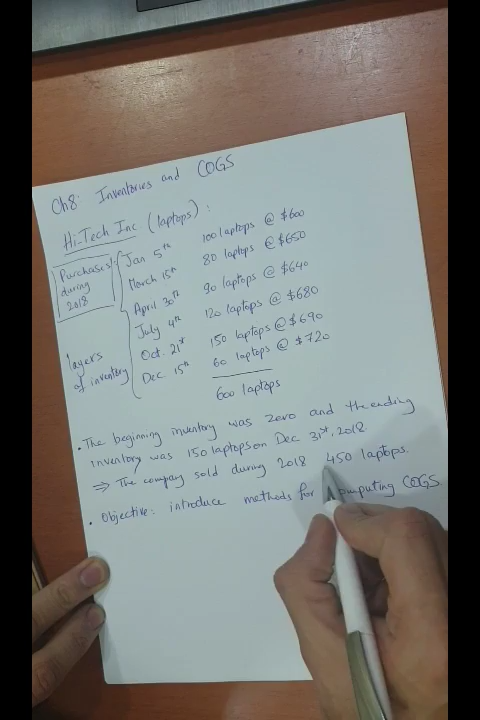 Ch8: Inventories and COGS
Hi-Tech Inc (laptops):
Purchases during 2018
Jan 5th 100 laptops @ $600
March 15th 80 laptops @ $650
April 30th 90 laptops @ $640
July 4th 120 laptops @ $680
Oct. 21st 150 laptops @ $690
Dec. 15th 60 laptops @ $720
layers of inventory
600 laptops
• The beginning inventory was zero and the ending
inventory was 150 laptops on Dec 31st, 2018
⇒ The company sold during 2018 450 laptops.
• Objective: introduce methods for computing COGS